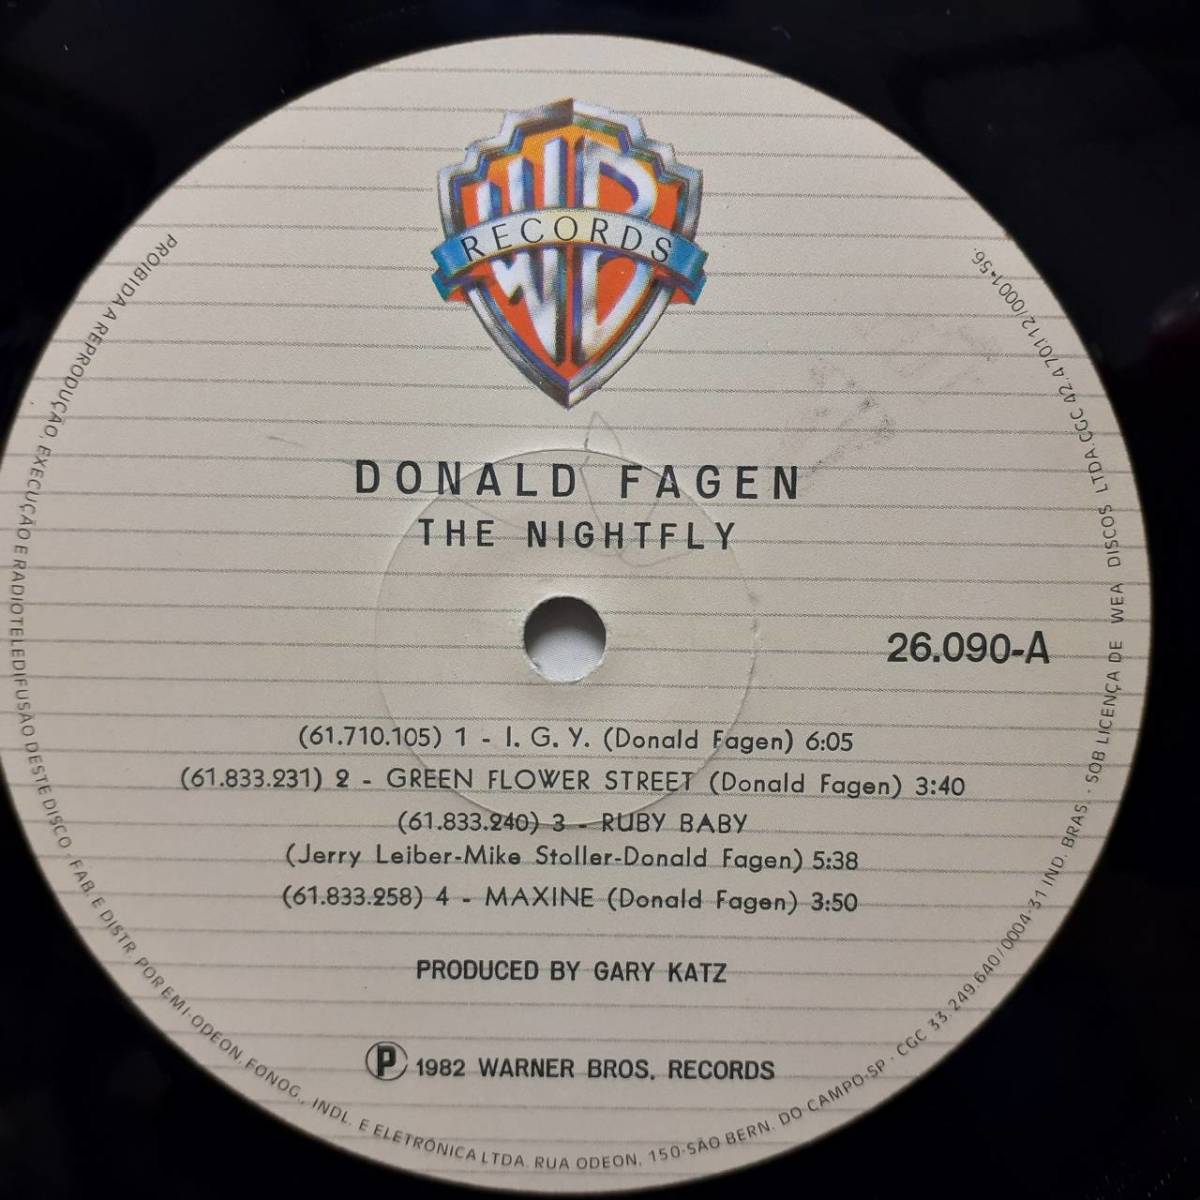 WB
RECORDS
DONALD FAGEN
THE NIGHTFLY
26.090-A
(61.710.105) 1 - I. G. Y. (Donald Fagen) 6:05
(61.833.231) 2 - GREEN FLOWER STREET (Donald Fagen) 3:40
(61.833.240) 3 - RUBY BABY
(Jerry Leiber-Mike Stoller-Donald Fagen) 5:38
(61.833.258) 4 - MAXINE (Donald Fagen) 3:50
PRODUCED BY GARY KATZ
Ⓟ 1982 WARNER BROS. RECORDS
PROIBIDA A REPRODUÇÃO, EXECUÇÃO E RADIOTELEDIFUSÃO DESTE DISCO · FAB. E DISTR. POR EMI-ODEON, FONOG., INDL. E ELETRÔNICA LTDA. RUA ODEON, 150-SÃO BERN. DO CAMPO-SP · CGC 33.249.640/0004-31 IND. BRAS. · SOB LICENÇA DE WEA DISCOS LTDA. CGC 42.470.112/0001-56.